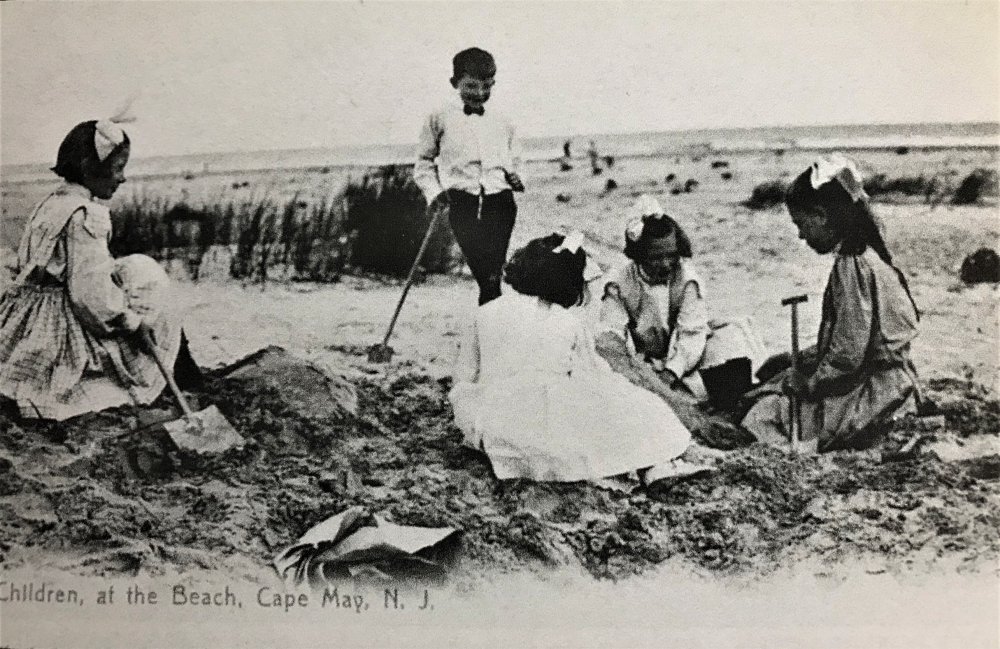 Children, at the Beach, Cape May, N. J.